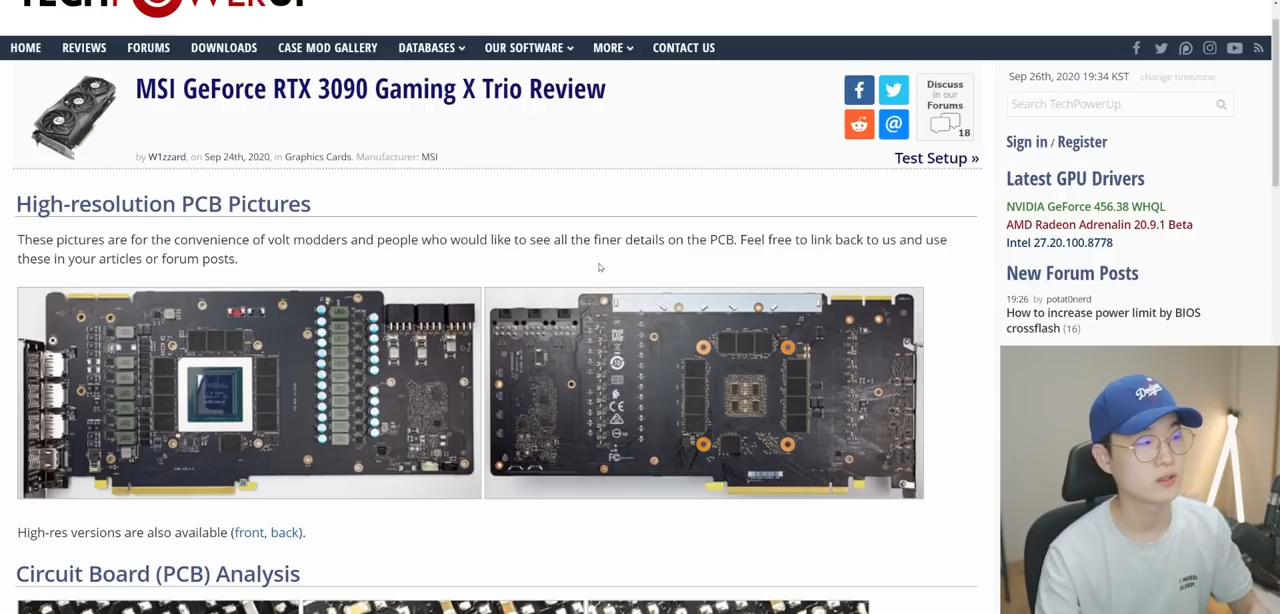 TECHPOWERUP
HOME REVIEWS FORUMS DOWNLOADS CASE MOD GALLERY DATABASES OUR SOFTWARE MORE CONTACT US
MSI GeForce RTX 3090 Gaming X Trio Review
by W1zzard, on Sep 24th, 2020, in Graphics Cards. Manufacturer: MSI
Discuss
in our
Forums
18
Test Setup »
High-resolution PCB Pictures
These pictures are for the convenience of volt modders and people who would like to see all the finer details on the PCB. Feel free to link back to us and use
these in your articles or forum posts.
High-res versions are also available (front, back).
Circuit Board (PCB) Analysis
Sep 26th, 2020 19:34 KST change timezone
Search TechPowerUp
Sign in / Register
Latest GPU Drivers
NVIDIA GeForce 456.38 WHQL
AMD Radeon Adrenalin 20.9.1 Beta
Intel 27.20.100.8778
New Forum Posts
19:26 by potat0nerd
How to increase power limit by BIOS
crossflash (16)
Dodgers
I NEED